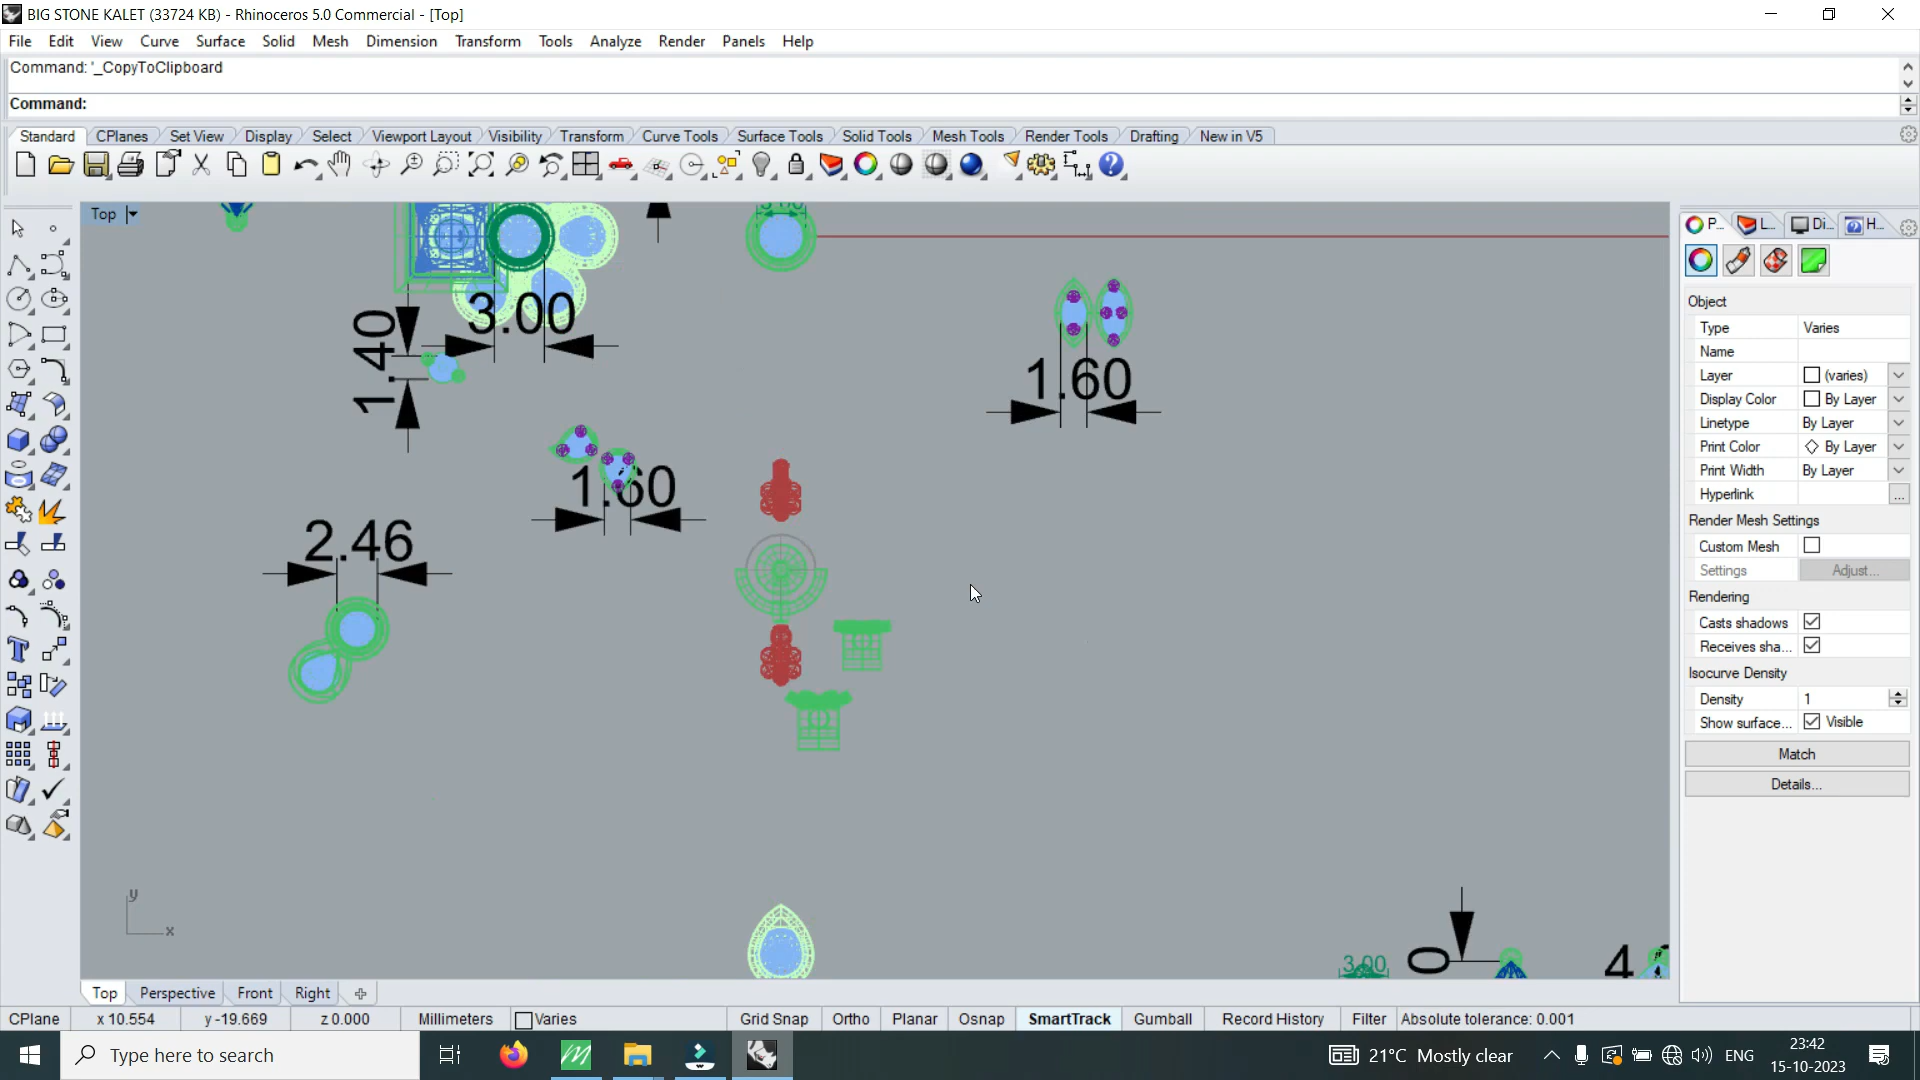 BIG STONE KALET (33724 KB) - Rhinoceros 5.0 Commercial - [Top]
File Edit View Curve Surface Solid Mesh Dimension Transform Tools Analyze Render Panels Help
Command: '_CopyToClipboard
Command:
Standard CPlanes Set View Display Select Viewport Layout Visibility Transform Curve Tools Surface Tools Solid Tools Mesh Tools Render Tools Drafting New in V5
Top
P... L... Di... H...
3.00
1.40
1.60
1.60
2.46
3.00
0
4
y
x
Object
Type Varies
Name
Layer (varies)
Display Color By Layer
Linetype By Layer
Print Color By Layer
Print Width By Layer
Hyperlink ...
Render Mesh Settings
Custom Mesh
Settings Adjust...
Rendering
Casts shadows
Receives sha...
Isocurve Density
Density 1
Show surface... Visible
Match
Details...
Top Perspective Front Right
CPlane x 10.554 y -19.669 z 0.000 Millimeters Varies Grid Snap Ortho Planar Osnap SmartTrack Gumball Record History Filter Absolute tolerance: 0.001
Type here to search
21°C Mostly clear
ENG
23:42
15-10-2023